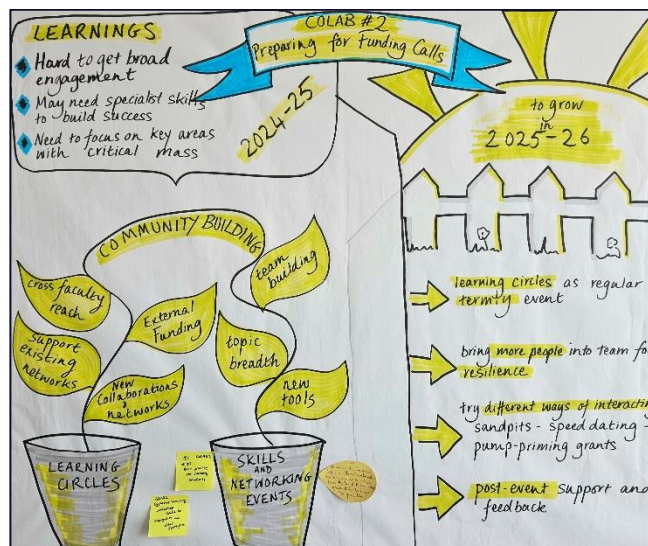 COLAB #2
Preparing for Funding Calls
LEARNINGS
Hard to get broad
engagement
May need specialist skills
to build success
Need to focus on key areas
with 'critical mass
2024-25
to grow
in
2025-26
COMMUNITY BUILDING
cross faculty
reach
External
Funding
Support
existing
networks
New
Collaborations
networks
team
building
topic
breadth
new
tools
LEARNING
CIRCLES
SKILLS
AND
NETWORKING
EVENTS
learning circles as regular
termly event
bring more people into team fo
resilience
try different ways of interactin
sandpits - speed dating -
pump-priming grants
post-event support and
feedback